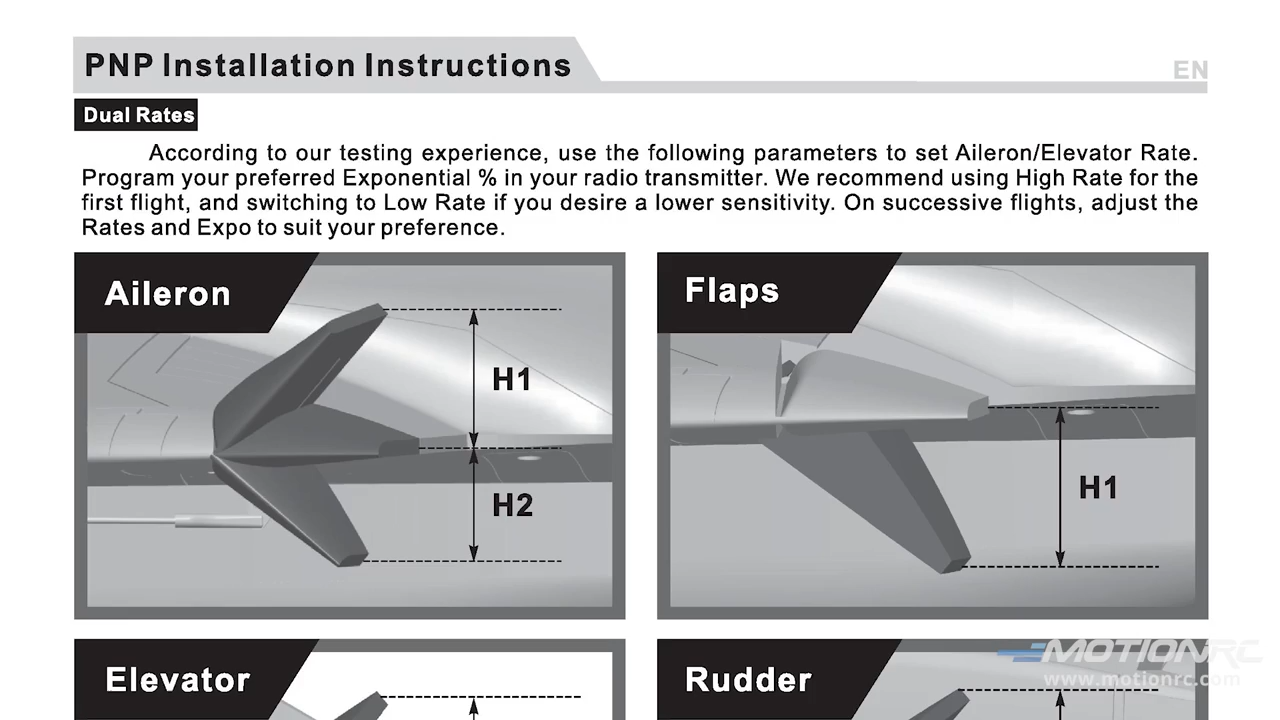 PNP Installation Instructions
EN
Dual Rates
According to our testing experience, use the following parameters to set Aileron/Elevator Rate.
Program your preferred Exponential % in your radio transmitter. We recommend using High Rate for the
first flight, and switching to Low Rate if you desire a lower sensitivity. On successive flights, adjust the
Rates and Expo to suit your preference.
Aileron
H1
H2
Flaps
H1
Elevator
Rudder
MOTIONRC
www.motionrc.com